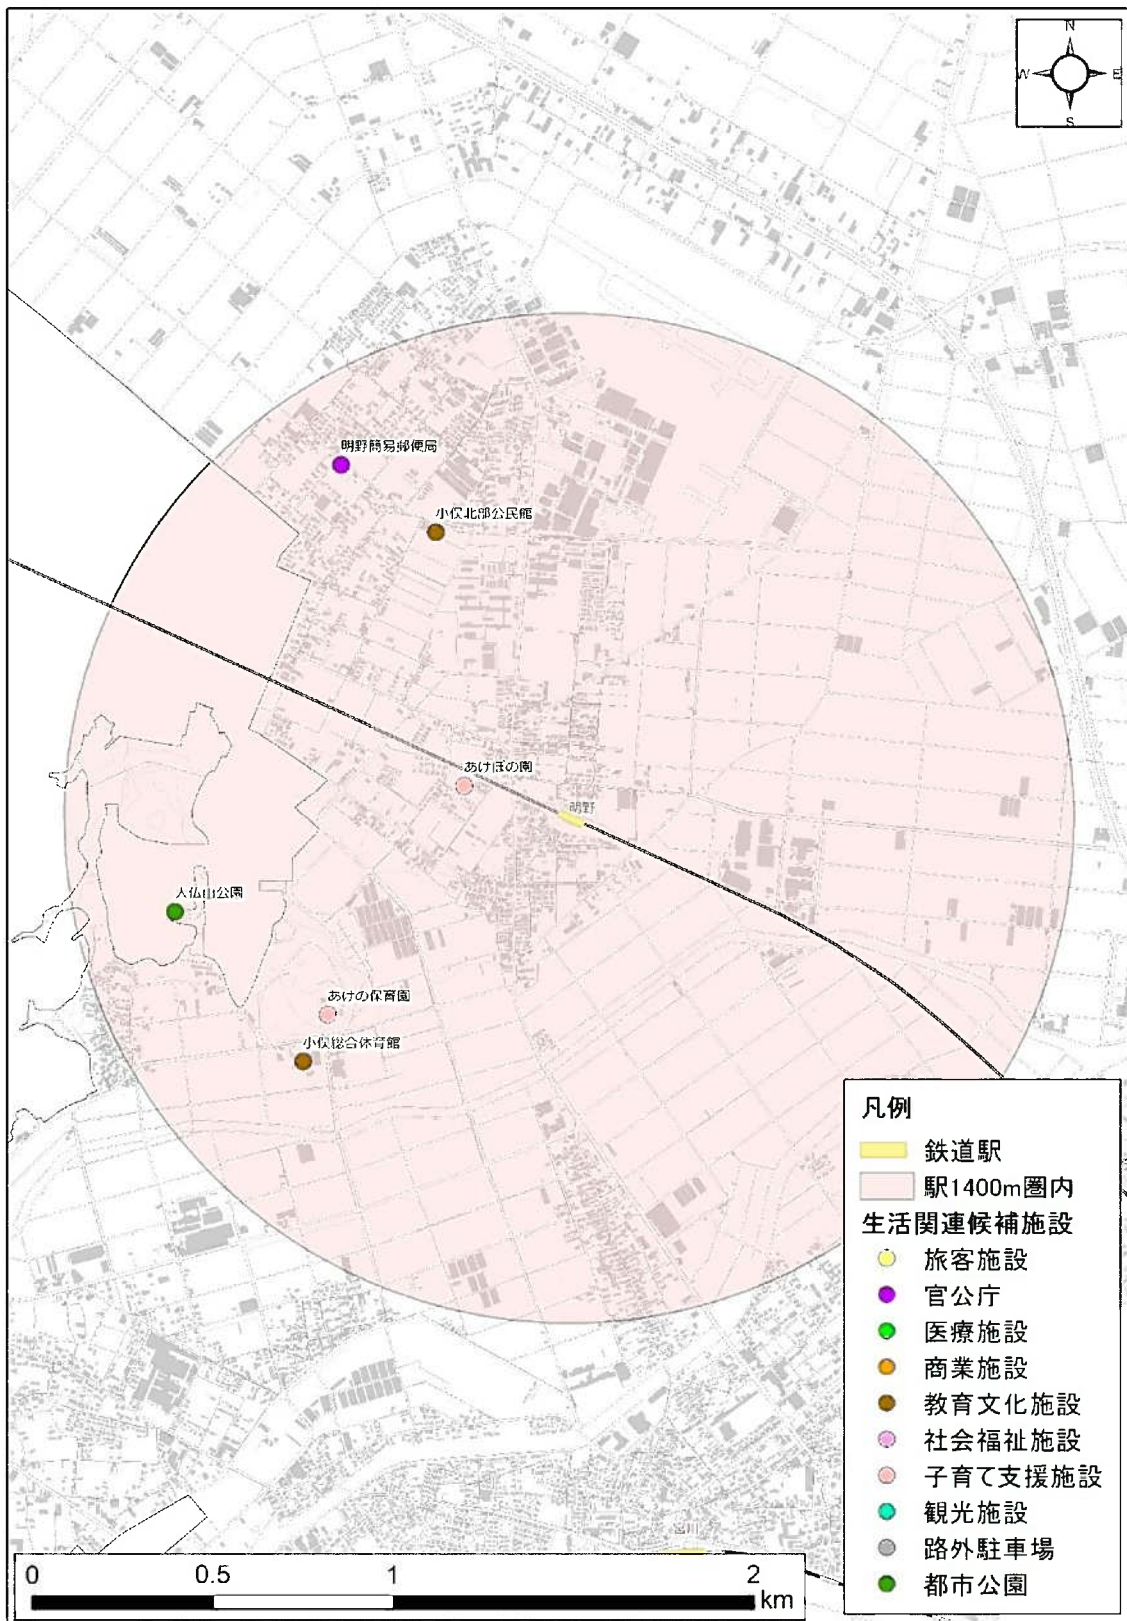 N
W E
S
明野簡易郵便局
小俣北部公民館
あけぼの園
明野
大仏山公園
あけの保育園
小俣総合体育館
凡例
鉄道駅
駅1400m圏内
生活関連候補施設
旅客施設
官公庁
医療施設
商業施設
教育文化施設
社会福祉施設
子育て支援施設
観光施設
路外駐車場
都市公園
0 0.5 1 2
km